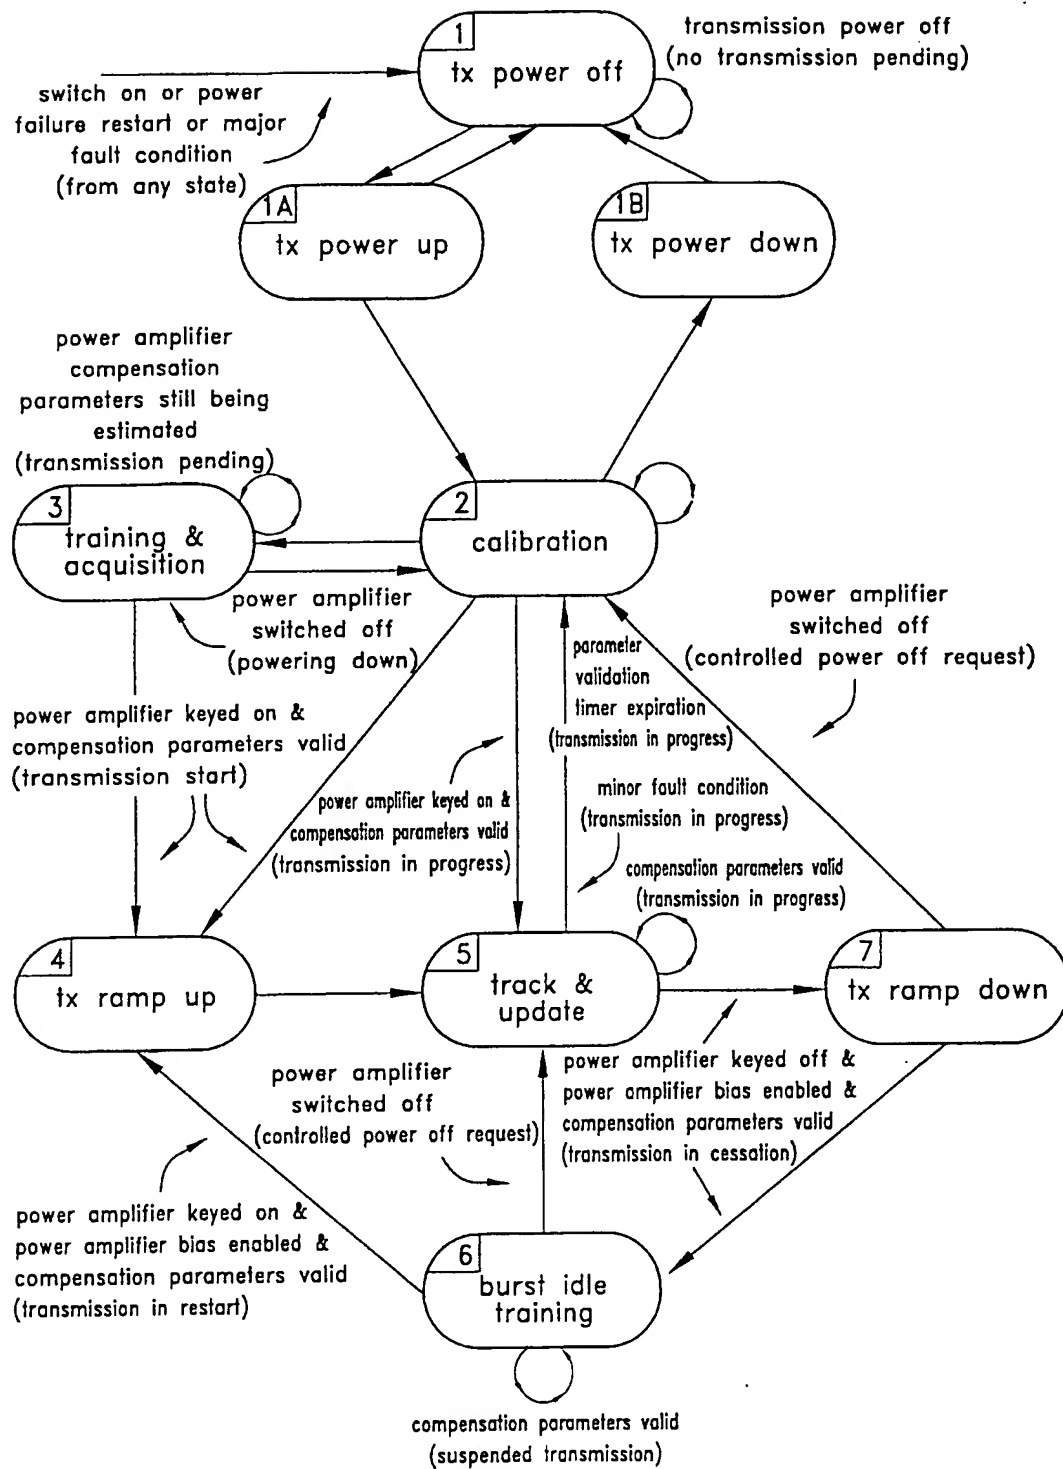 1
tx power off
transmission power off
(no transmission pending)
switch on or power
failure restart or major
fault condition
(from any state)
1A
tx power up
1B
tx power down
power amplifier
compensation
parameters still being
estimated
(transmission pending)
3
training &
acquisition
2
calibration
power amplifier
switched off
(powering down)
parameter
validation
timer expiration
(transmission in progress)
power amplifier
switched off
(controlled power off request)
power amplifier keyed on &
compensation parameters valid
(transmission start)
power amplifier keyed on &
compensation parameters valid
(transmission in progress)
minor fault condition
(transmission in progress)
compensation parameters valid
(transmission in progress)
4
tx ramp up
5
track &
update
7
tx ramp down
power amplifier
switched off
(controlled power off request)
power amplifier keyed off &
power amplifier bias enabled &
compensation parameters valid
(transmission in cessation)
power amplifier keyed on &
power amplifier bias enabled &
compensation parameters valid
(transmission in restart)
6
burst idle
training
compensation parameters valid
(suspended transmission)